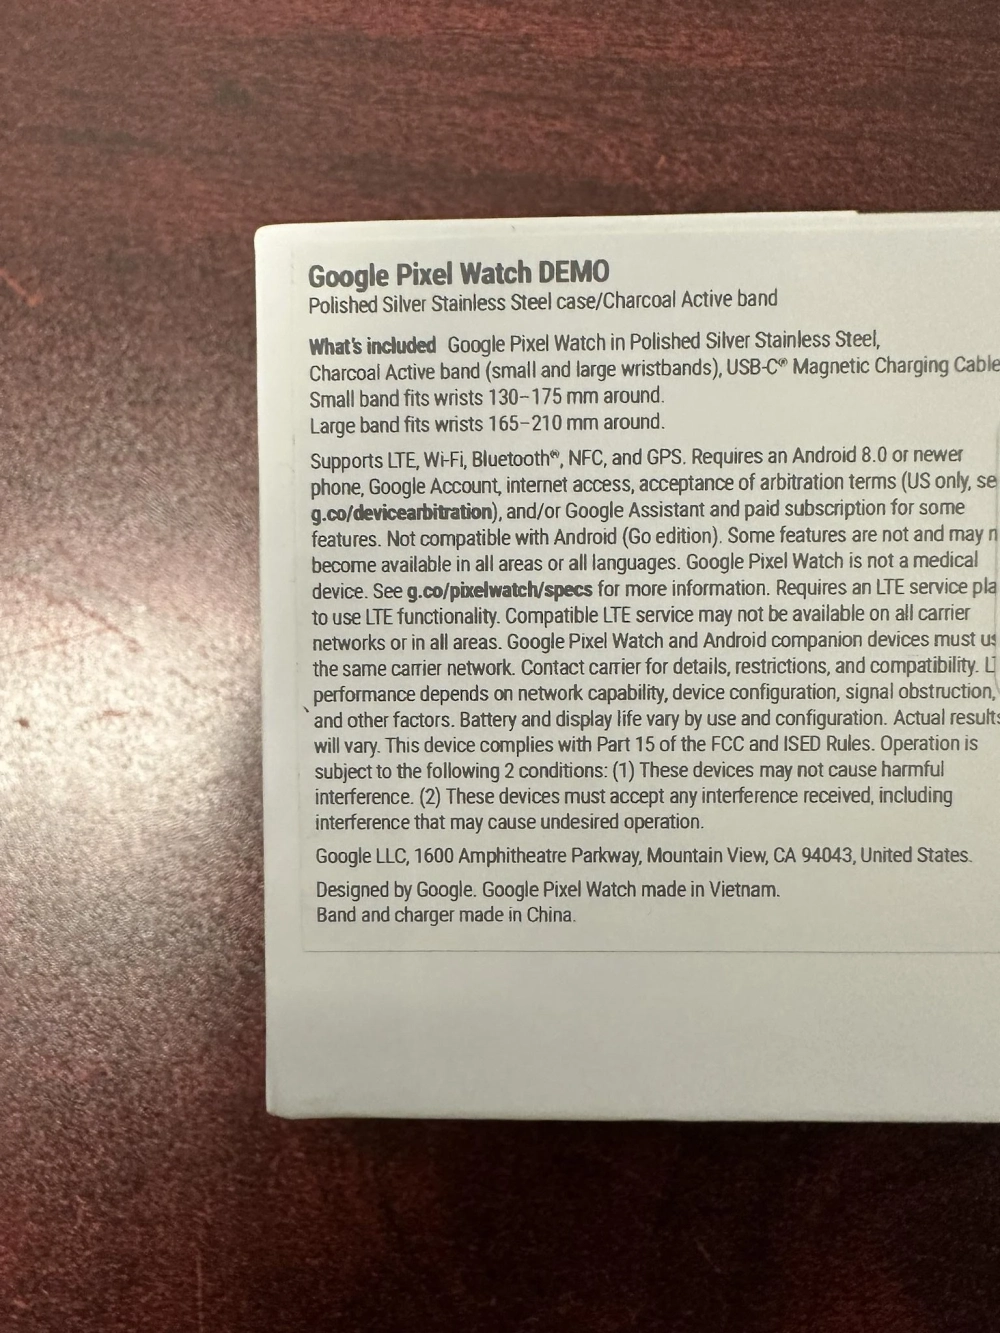 Google Pixel Watch DEMO
Polished Silver Stainless Steel case/Charcoal Active band
What's included Google Pixel Watch in Polished Silver Stainless Steel,
Charcoal Active band (small and large wristbands), USB-C® Magnetic Charging Cable
Small band fits wrists 130–175 mm around.
Large band fits wrists 165–210 mm around.
Supports LTE, Wi-Fi, Bluetooth®, NFC, and GPS. Requires an Android 8.0 or newer
phone, Google Account, internet access, acceptance of arbitration terms (US only,
g.co/devicearbitration), and/or Google Assistant and paid subscription for some
features. Not compatible with Android (Go edition). Some features are not and may
become available in all areas or all languages. Google Pixel Watch is not a medical
device. See g.co/pixelwatch/specs for more information. Requires an LTE service
to use LTE functionality. Compatible LTE service may not be available on all carrier
networks or in all areas. Google Pixel Watch and Android companion devices must
the same carrier network. Contact carrier for details, restrictions, and compatibility.
performance depends on network capability, device configuration, signal obstruction,
and other factors. Battery and display life vary by use and configuration. Actual results
will vary. This device complies with Part 15 of the FCC and ISED Rules. Operation is
subject to the following 2 conditions: (1) These devices may not cause harmful
interference. (2) These devices must accept any interference received, including
interference that may cause undesired operation.
Google LLC, 1600 Amphitheatre Parkway, Mountain View, CA 94043, United States.
Designed by Google. Google Pixel Watch made in Vietnam.
Band and charger made in China.